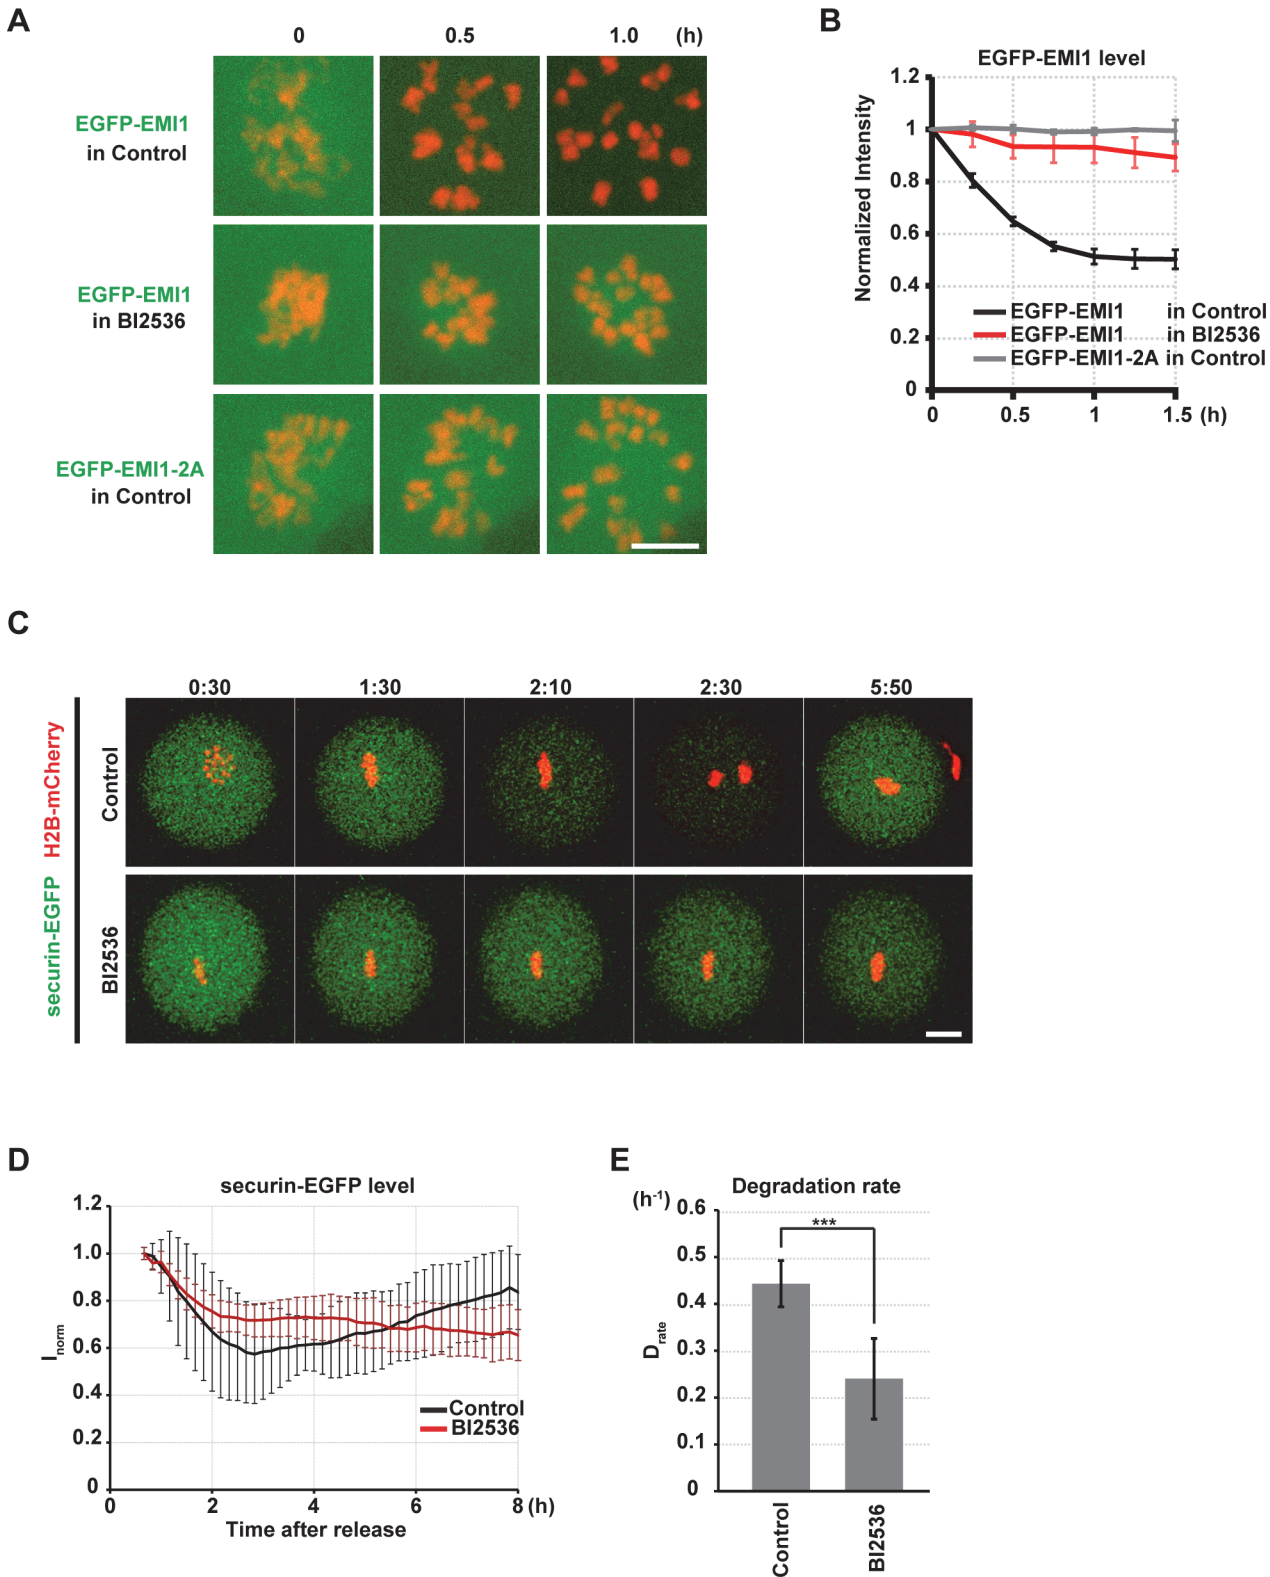 A
0 0.5 1.0 (h)
EGFP-EMI1
in Control
EGFP-EMI1
in BI2536
EGFP-EMI1-2A
in Control
B
EGFP-EMI1 level
Normalized Intensity
1.2
1
0.8
0.6
0.4
0.2
0
EGFP-EMI1 in Control
EGFP-EMI1 in BI2536
EGFP-EMI1-2A in Control
0 0.5 1 1.5 (h)
C
0:30 1:30 2:10 2:30 5:50
securin-EGFP H2B-mCherry
Control
BI2536
D
securin-EGFP level
Inorm
1.2
1.0
0.8
0.6
0.4
0.2
0
Control
BI2536
0 2 4 6 8 (h)
Time after release
E
Degradation rate
(h-1)
Drate
0.6
0.5
0.4
0.3
0.2
0.1
0
***
Control
BI2536